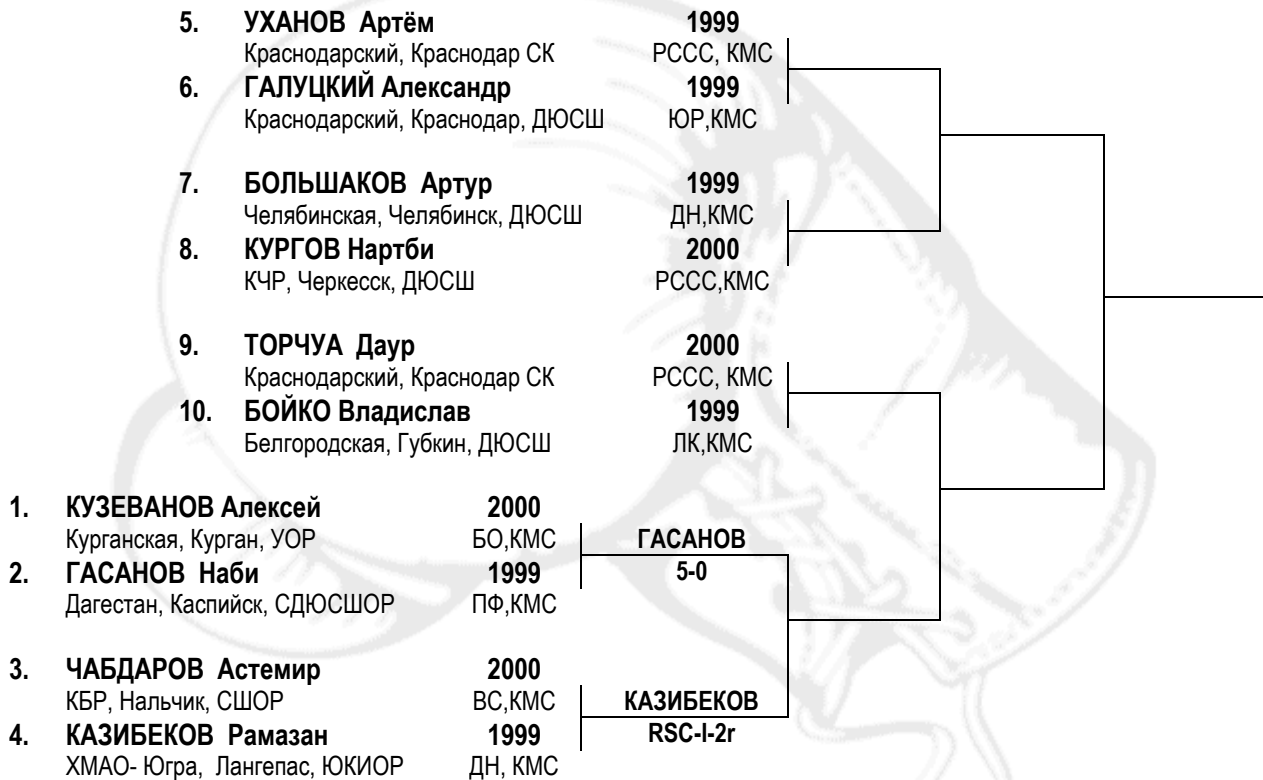 5. УХАНОВ Артём 1999
Краснодарский, Краснодар СК РССС, КМС
6. ГАЛУЦКИЙ Александр 1999
Краснодарский, Краснодар, ДЮСШ ЮР,КМС
7. БОЛЬШАКОВ Артур 1999
Челябинская, Челябинск, ДЮСШ ДН,КМС
8. КУРГОВ Нартби 2000
КЧР, Черкесск, ДЮСШ РССС,КМС
9. ТОРЧУА Даур 2000
Краснодарский, Краснодар СК РССС, КМС
10. БОЙКО Владислав 1999
Белгородская, Губкин, ДЮСШ ЛК,КМС
1. КУЗЕВАНОВ Алексей 2000
Курганская, Курган, УОР БО,КМС ГАСАНОВ
2. ГАСАНОВ Наби 1999 5-0
Дагестан, Каспийск, СДЮСШОР ПФ,КМС
3. ЧАБДАРОВ Астемир 2000
КБР, Нальчик, СШОР ВС,КМС КАЗИБЕКОВ
4. КАЗИБЕКОВ Рамазан 1999 RSC-I-2r
ХМАО- Югра, Лангепас, ЮКИОР ДН, КМС